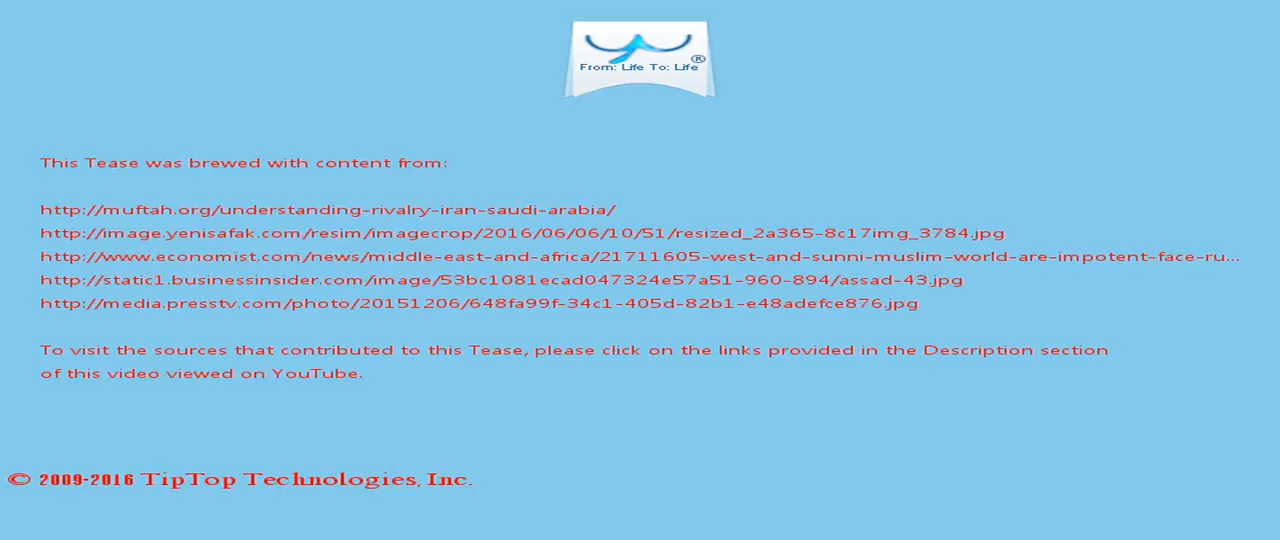 From: Life To: Life®
This Tease was brewed with content from:
http://muftah.org/understanding-rivalry-iran-saudi-arabia/
http://image.yenisafak.com/resim/imagecrop/2016/06/06/10/51/resized_2a365-8c17img_3784.jpg
http://www.economist.com/news/middle-east-and-africa/21711605-west-and-sunni-muslim-world-are-impotent-face-ru...
http://static1.businessinsider.com/image/53bc1081ecad047324e57a51-960-894/assad-43.jpg
http://media.presstv.com/photo/20151206/648fa99f-34c1-405d-82b1-e48adefce876.jpg
To visit the sources that contributed to this Tease, please click on the links provided in the Description section
of this video viewed on YouTube.
© 2009-2016 TipTop Technologies, Inc.